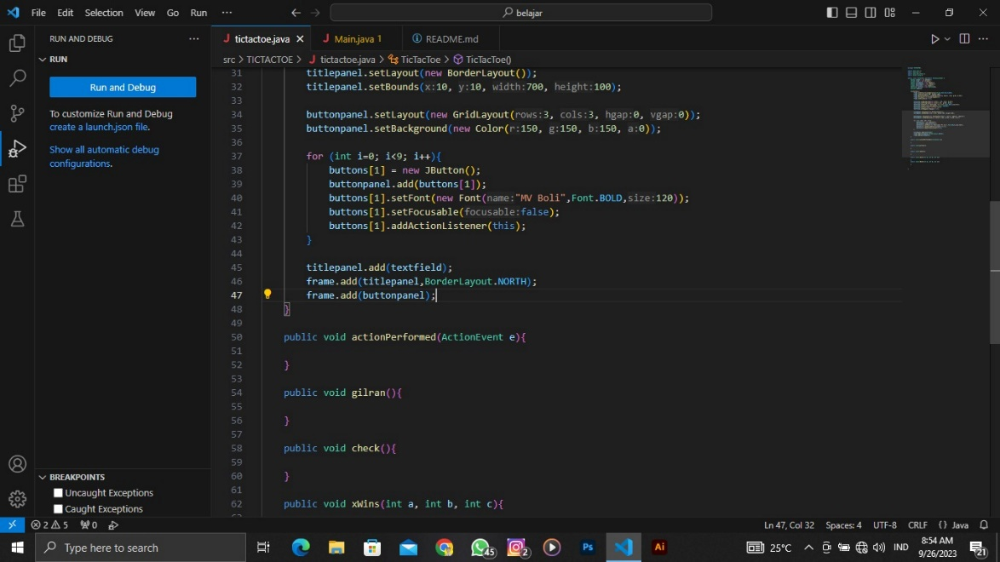 File Edit Selection View Go Run ··· belajar
RUN AND DEBUG ···
tictactoe.java Main.java 1 README.md
RUN
src > TICTACTOE > tictactoe.java > TicTacToe > TicTacToe()
Run and Debug
To customize Run and Debug
create a launch.json file.
Show all automatic debug
configurations.
31 titlepanel.setLayout(new BorderLayout());
32 titlepanel.setBounds(x:10, y:10, width:700, height:100);
33
34 buttonpanel.setLayout(new GridLayout(rows:3, cols:3, hgap:0, vgap:0));
35 buttonpanel.setBackground(new Color(r:150, g:150, b:150, a:0));
36
37 for (int i=0; i<9; i++){
38 buttons[1] = new JButton();
39 buttonpanel.add(buttons[1]);
40 buttons[1].setFont(new Font(name:"MV Boli",Font.BOLD,size:120));
41 buttons[1].setFocusable(focusable:false);
42 buttons[1].addActionListener(this);
43 }
44
45 titlepanel.add(textfield);
46 frame.add(titlepanel,BorderLayout.NORTH);
47 frame.add(buttonpanel);
48 }
49
50 public void actionPerformed(ActionEvent e){
51
52 }
53
54 public void gilran(){
55
56 }
57
58 public void check(){
59
60 }
61
62 public void xWins(int a, int b, int c){
BREAKPOINTS
Uncaught Exceptions
Caught Exceptions
2 5 0 Ln 47, Col 32 Spaces: 4 UTF-8 CRLF {} Java
Type here to search 45 2 Ps Ai 25°C IND 8:54 AM
9/26/2023 21